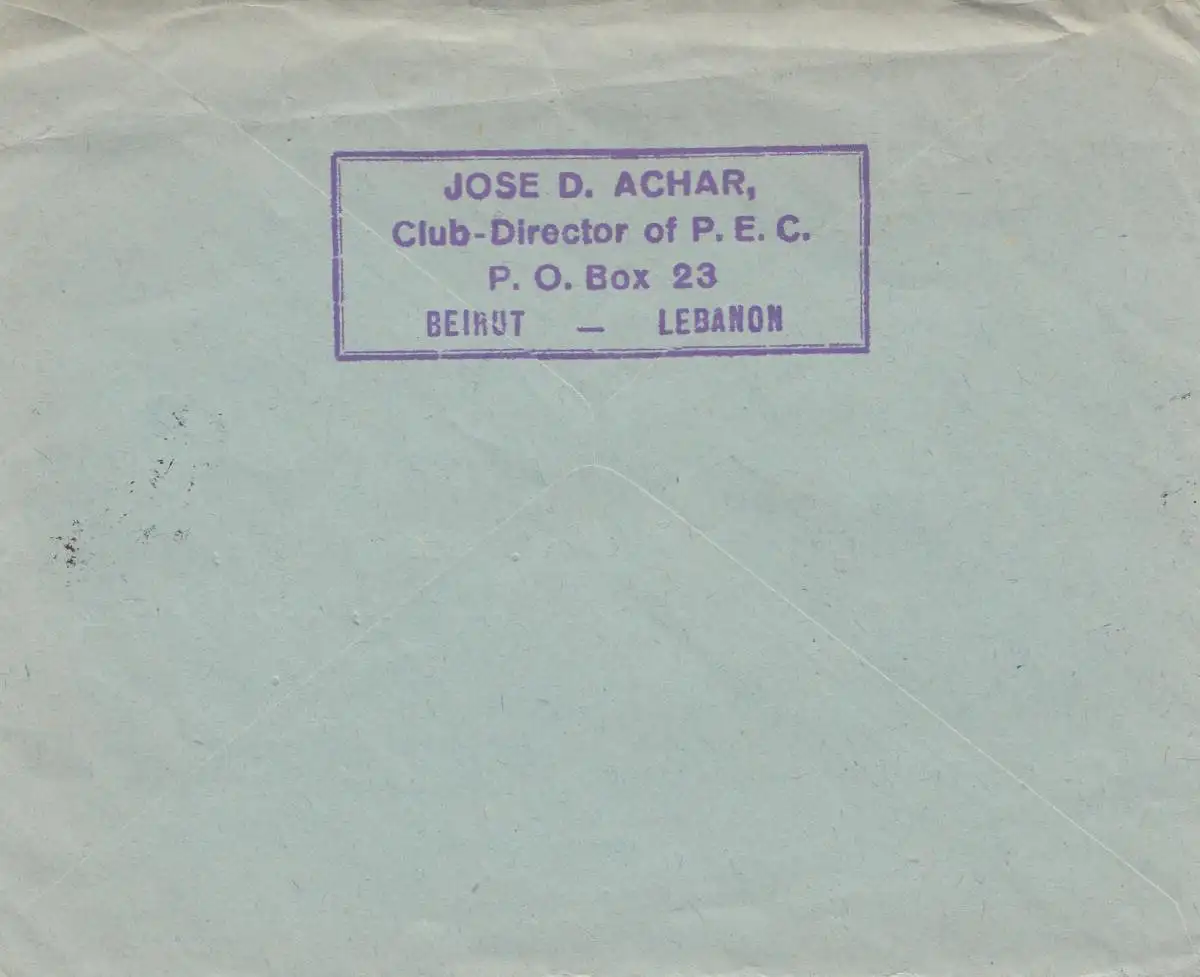 JOSE D. ACHAR,
Club-Director of P. E. C.
P. O. Box 23
BEIRUT — LEBANON